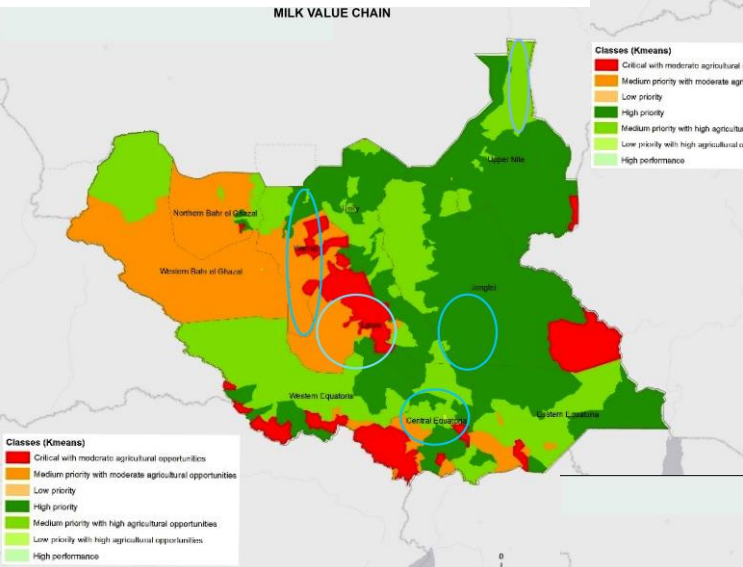 MILK VALUE CHAIN
Classes (Kmeans)
Critical with moderate agricultural
Medium priority with moderate
Low priority
High priority
Medium priority with high
Low priority with high agricultural
High performance
Upper Nile
Northern Bahr el Ghazal
Unity
Western Bahr el Ghazal
Jonglei
Western Equatoria
Central Equatoria
Eastern Equatoria
Classes (Kmeans)
Critical with moderate agricultural opportunities
Medium priority with moderate agricultural opportunities
Low priority
High priority
Medium priority with high agricultural opportunities
Low priority with high agricultural opportunities
High performance
0